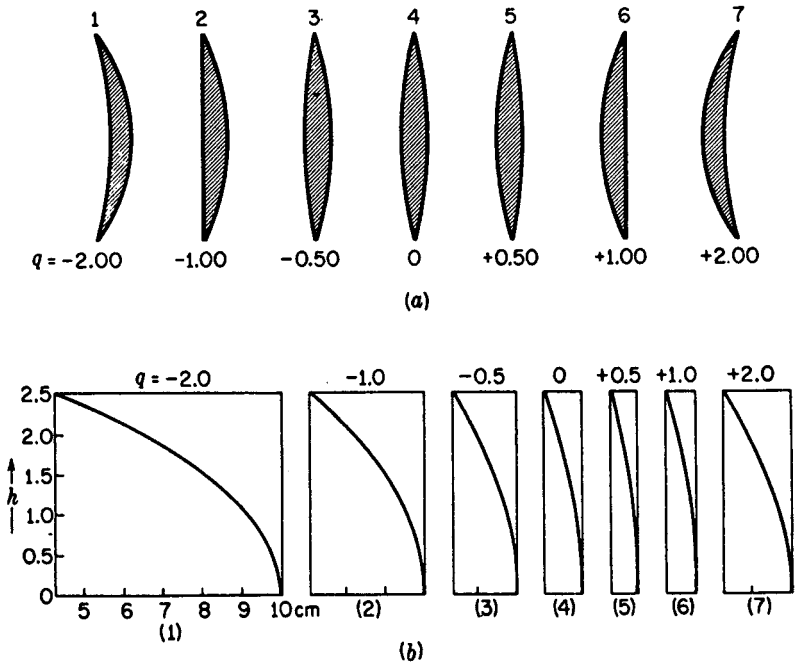 1 2 3 4 5 6 7
q = −2.00 −1.00 −0.50 0 +0.50 +1.00 +2.00
(a)
q = −2.0 −1.0 −0.5 0 +0.5 +1.0 +2.0
2.5
2.0
1.5
h
1.0
0.5
0
5 6 7 8 9 10 cm
(1) (2) (3) (4) (5) (6) (7)
(b)